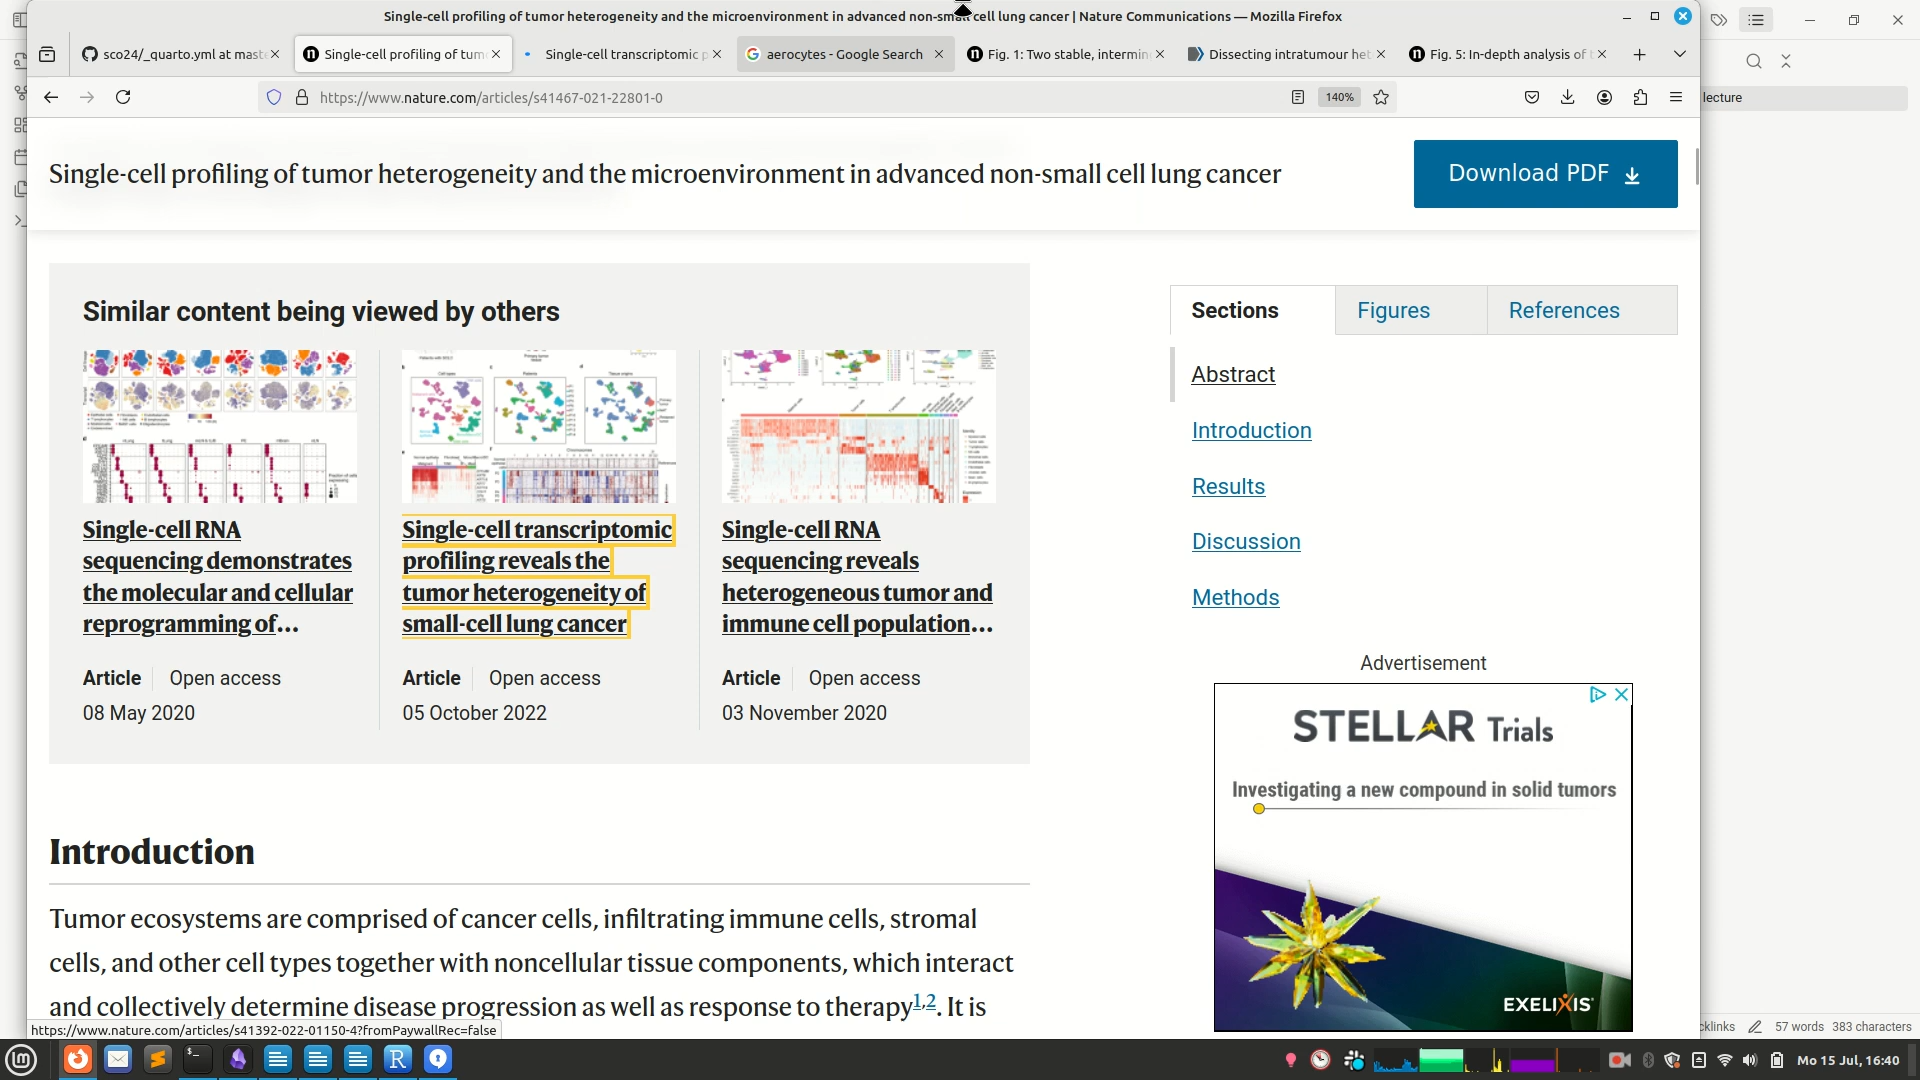 Single-cell profiling of tumor heterogeneity and the microenvironment in advanced non-small cell lung cancer | Nature Communications — Mozilla Firefox
sco24/_quarto.yml at mast
Single-cell profiling of tum
Single-cell transcriptomic p
aerocytes - Google Search
Fig. 1: Two stable, intermin
Dissecting intratumour het
Fig. 5: In-depth analysis of t
https://www.nature.com/articles/s41467-021-22801-0
140%
lecture
Single-cell profiling of tumor heterogeneity and the microenvironment in advanced non-small cell lung cancer
Download PDF
Similar content being viewed by others
Single-cell RNA
sequencing demonstrates
the molecular and cellular
reprogramming of...
Article
Open access
08 May 2020
Single-cell transcriptomic
profiling reveals the
tumor heterogeneity of
small-cell lung cancer
Article
Open access
05 October 2022
Single-cell RNA
sequencing reveals
heterogeneous tumor and
immune cell population...
Article
Open access
03 November 2020
Sections
Figures
References
Abstract
Introduction
Results
Discussion
Methods
Advertisement
STELLAR Trials
Investigating a new compound in solid tumors
EXELIXIS
Introduction
Tumor ecosystems are comprised of cancer cells, infiltrating immune cells, stromal
cells, and other cell types together with noncellular tissue components, which interact
and collectively determine disease progression as well as response to therapy1,2. It is
https://www.nature.com/articles/s41392-022-01150-4?fromPaywallRec=false
cklinks
57 words
383 characters
Mo 15 Jul, 16:40